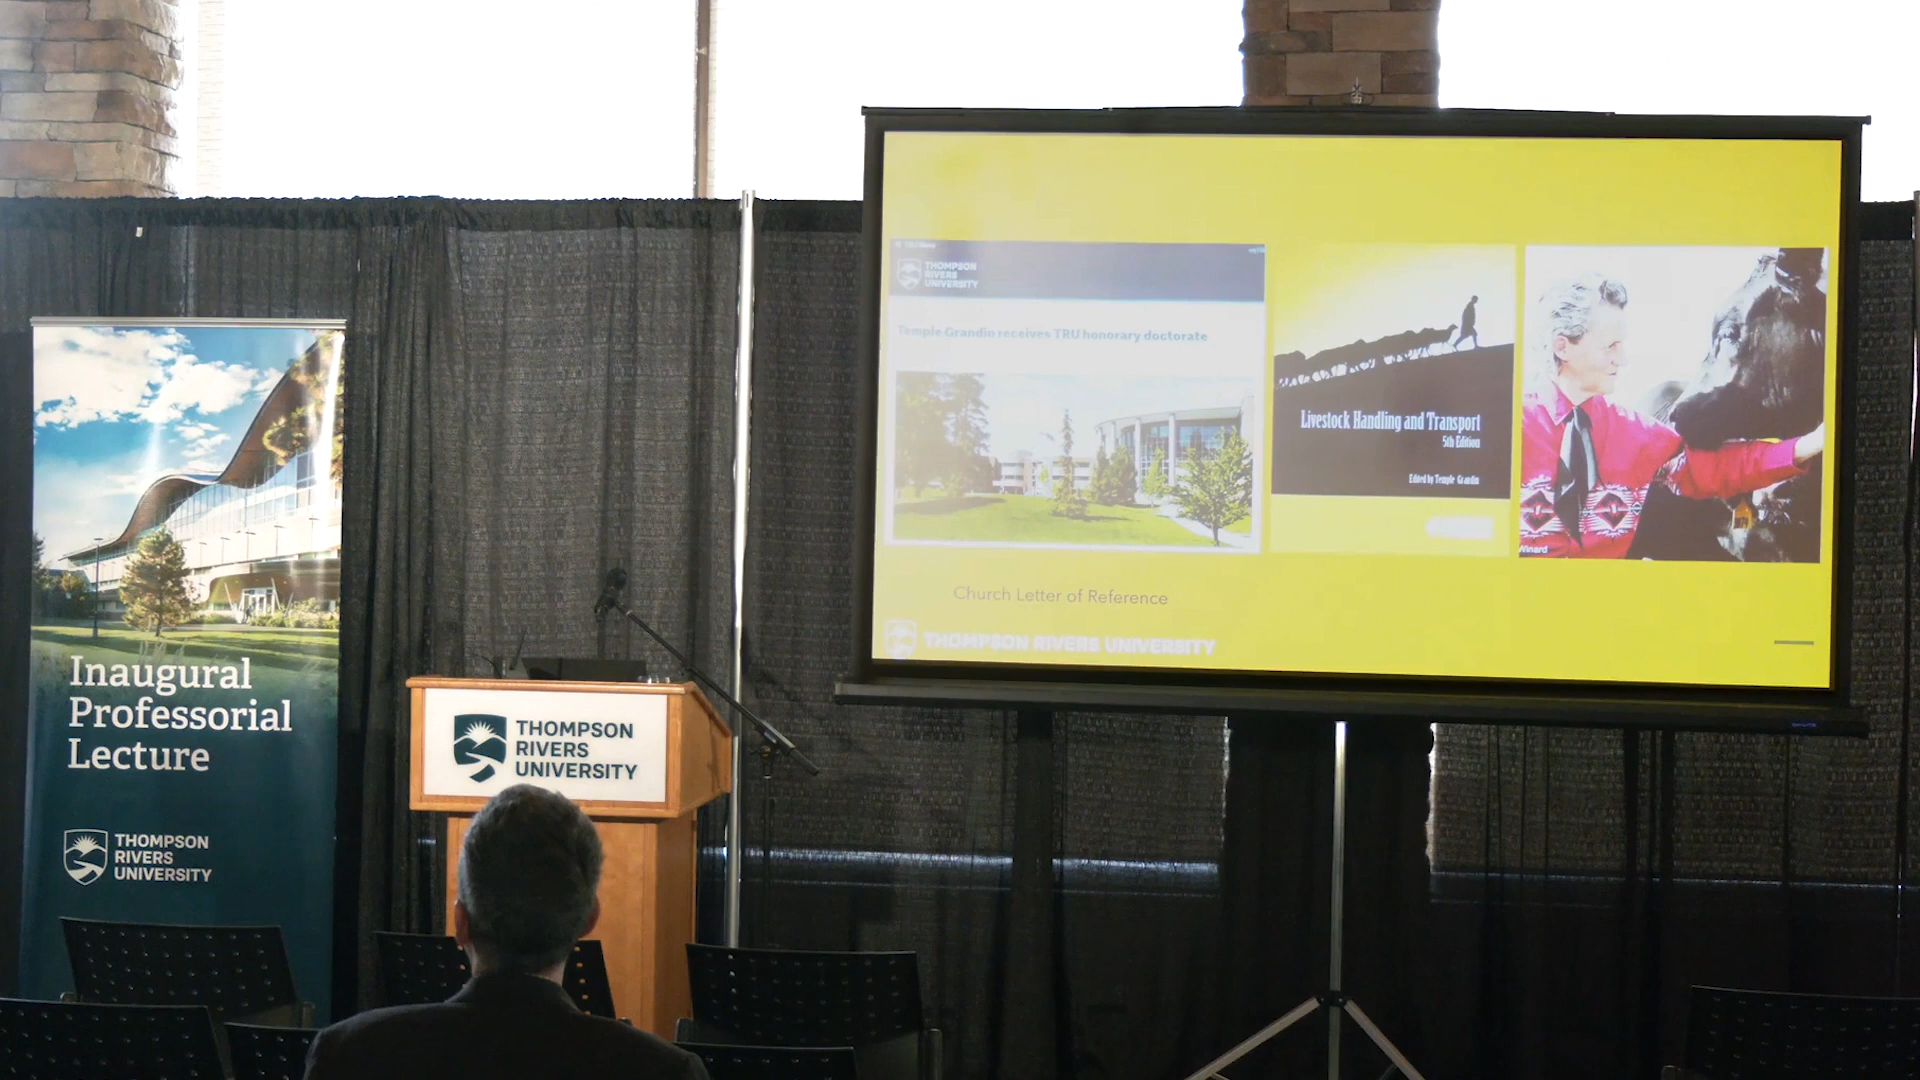 Inaugural
Professorial
Lecture
THOMPSON
RIVERS
UNIVERSITY
THOMPSON
RIVERS
UNIVERSITY
THOMPSON
RIVERS
UNIVERSITY
Temple Grandin receives TRU honorary doctorate
Livestock Handling and Transport
5th Edition
Edited by Temple Grandin
Winard
Church Letter of Reference
THOMPSON RIVERS UNIVERSITY